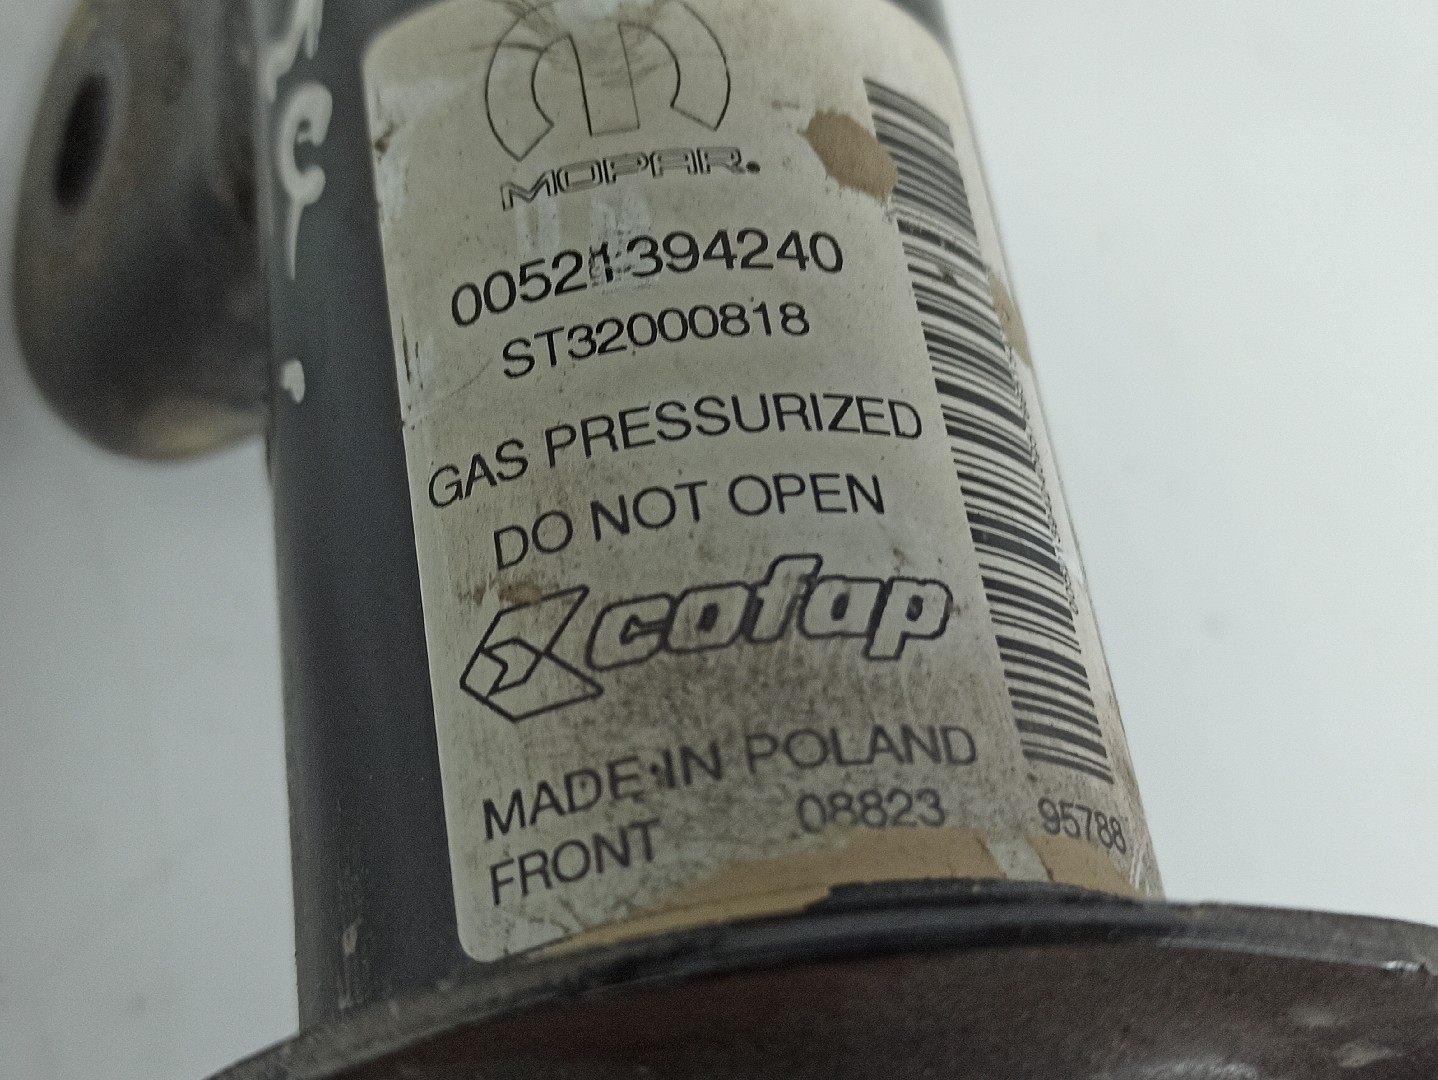 MOPAR.
00521394240
ST32000818
GAS PRESSURIZED
DO NOT OPEN
cofap
MADE IN POLAND
FRONT 08823 95788